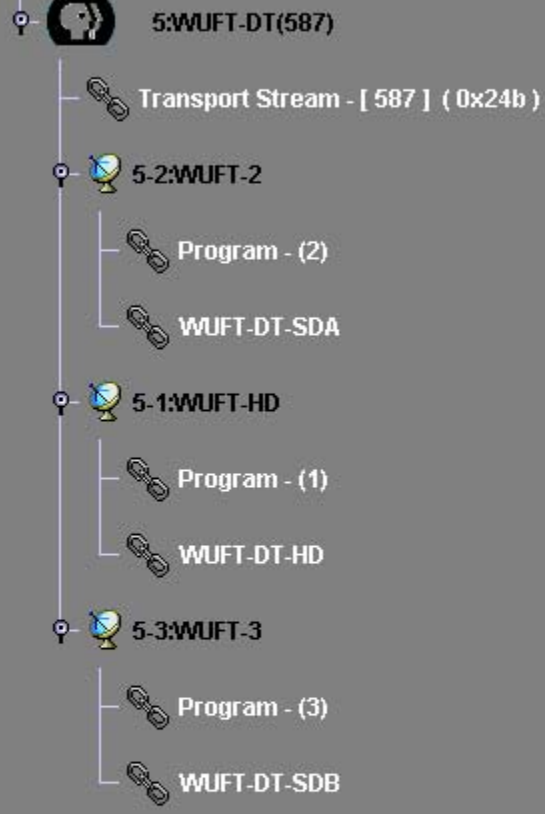 5:WUFT-DT(587)
Transport Stream - [ 587 ] ( 0x24b )
5-2:WUFT-2
Program - (2)
WUFT-DT-SDA
5-1:WUFT-HD
Program - (1)
WUFT-DT-HD
5-3:WUFT-3
Program - (3)
WUFT-DT-SDB